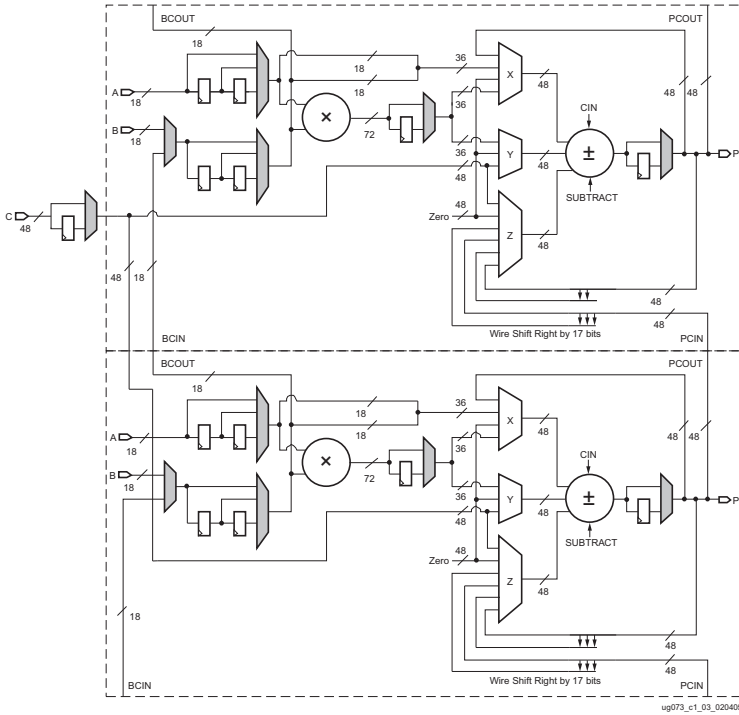 BCOUT
PCOUT
18
A
18
18
18
36
X
48
48
48
CIN
36
B
18
×
72
36
Y
48
±
P
48
SUBTRACT
C
48
48
Zero
Z
48
48
18
48
48
Wire Shift Right by 17 bits
BCIN
PCIN
BCOUT
PCOUT
18
A
18
18
18
36
X
48
48
48
CIN
36
B
18
×
72
36
Y
48
±
P
48
SUBTRACT
48
Zero
Z
48
18
48
48
Wire Shift Right by 17 bits
BCIN
PCIN
ug073_c1_03_020405